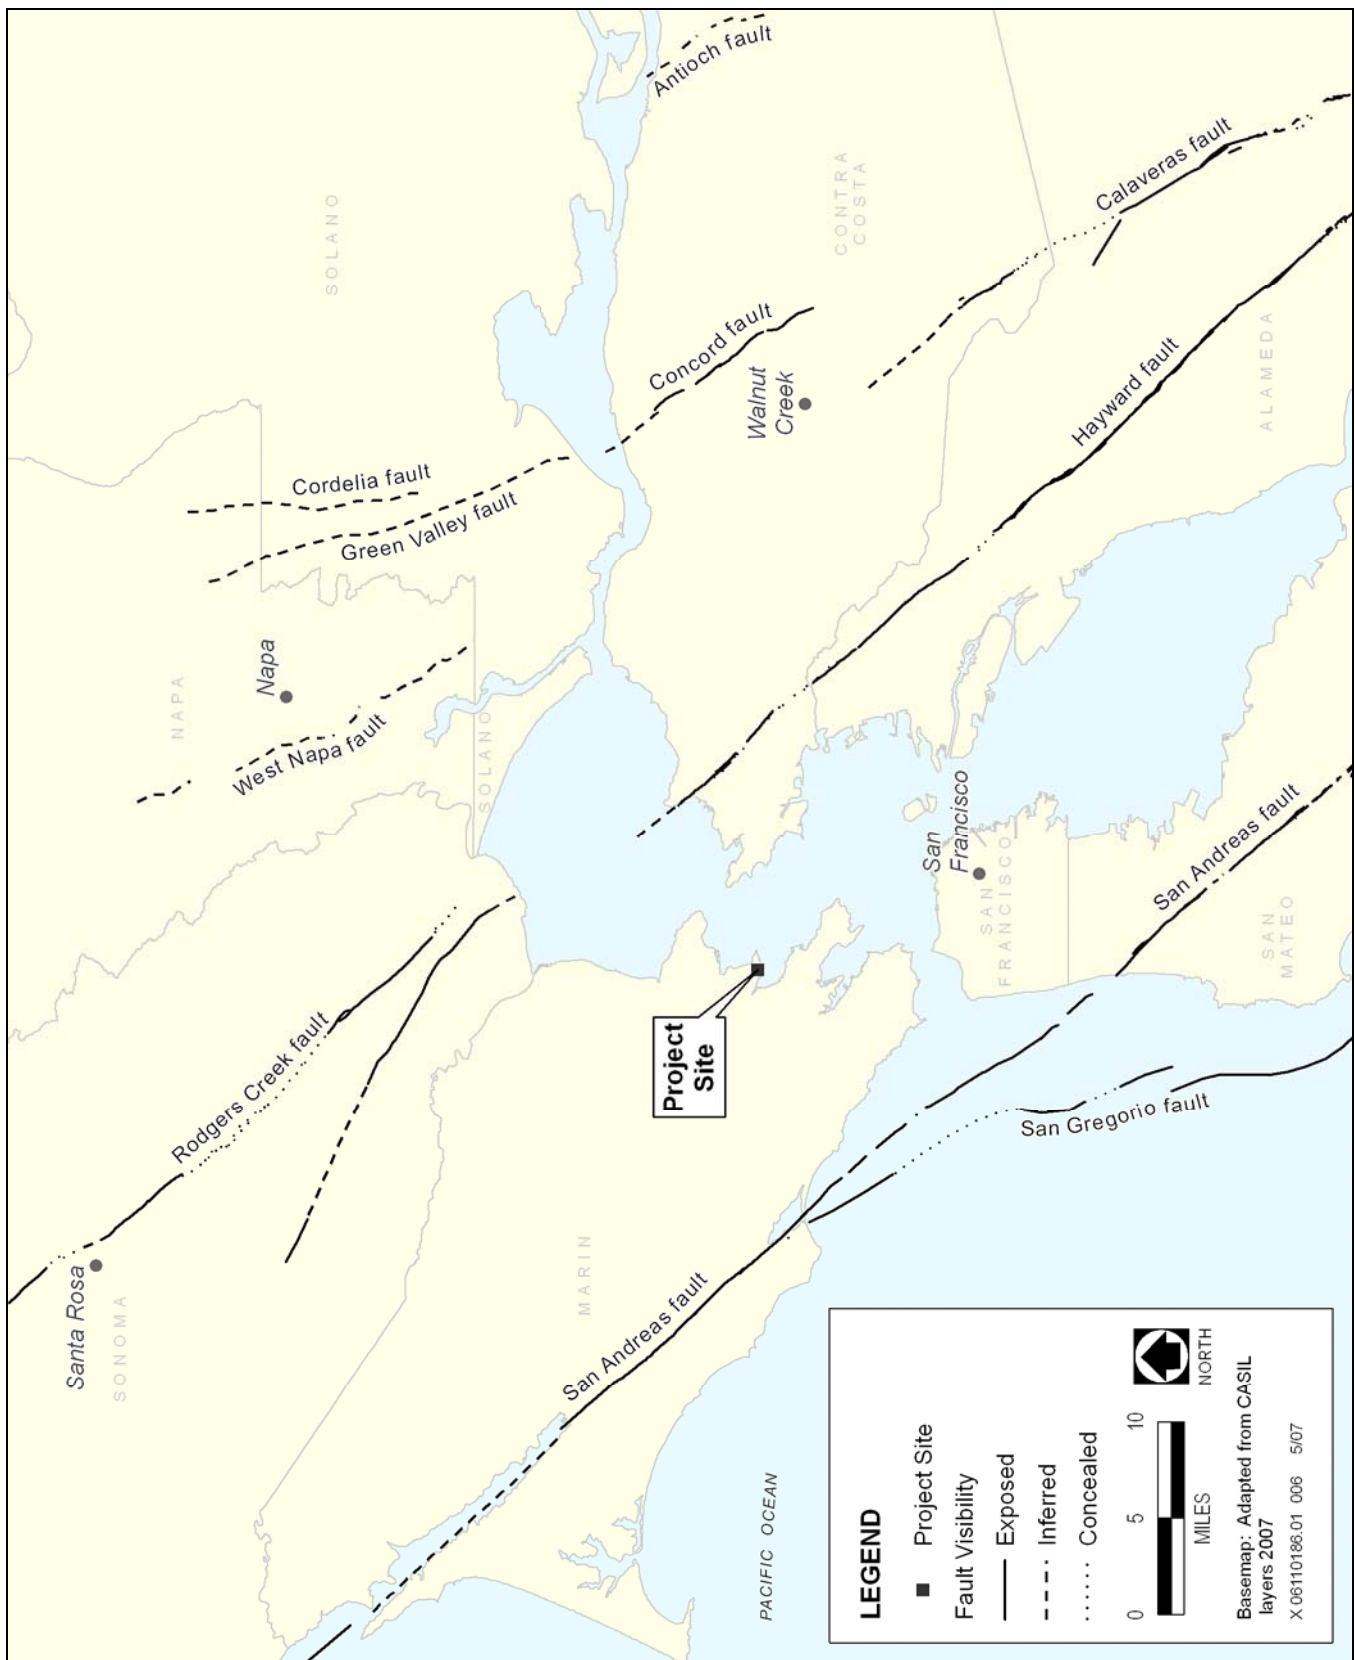 Antioch fault
SOLANO
CONTRA
COSTA
Calaveras fault
Concord fault
Walnut
Creek
Hayward fault
ALAMEDA
Cordelia fault
Green Valley fault
Napa
NAPA
West Napa fault
SOLANO
San
Francisco
SAN
FRANCISCO
San Andreas fault
SAN
MATEO
Rodgers Creek fault
Project
Site
San Gregorio fault
Santa Rosa
SONOMA
MARIN
San Andreas fault
PACIFIC OCEAN
LEGEND
Project Site
Fault Visibility
Exposed
Inferred
Concealed
0 5 10
MILES
NORTH
Basemap: Adapted from CASIL
layers 2007
X 06110186.01 006 5/07